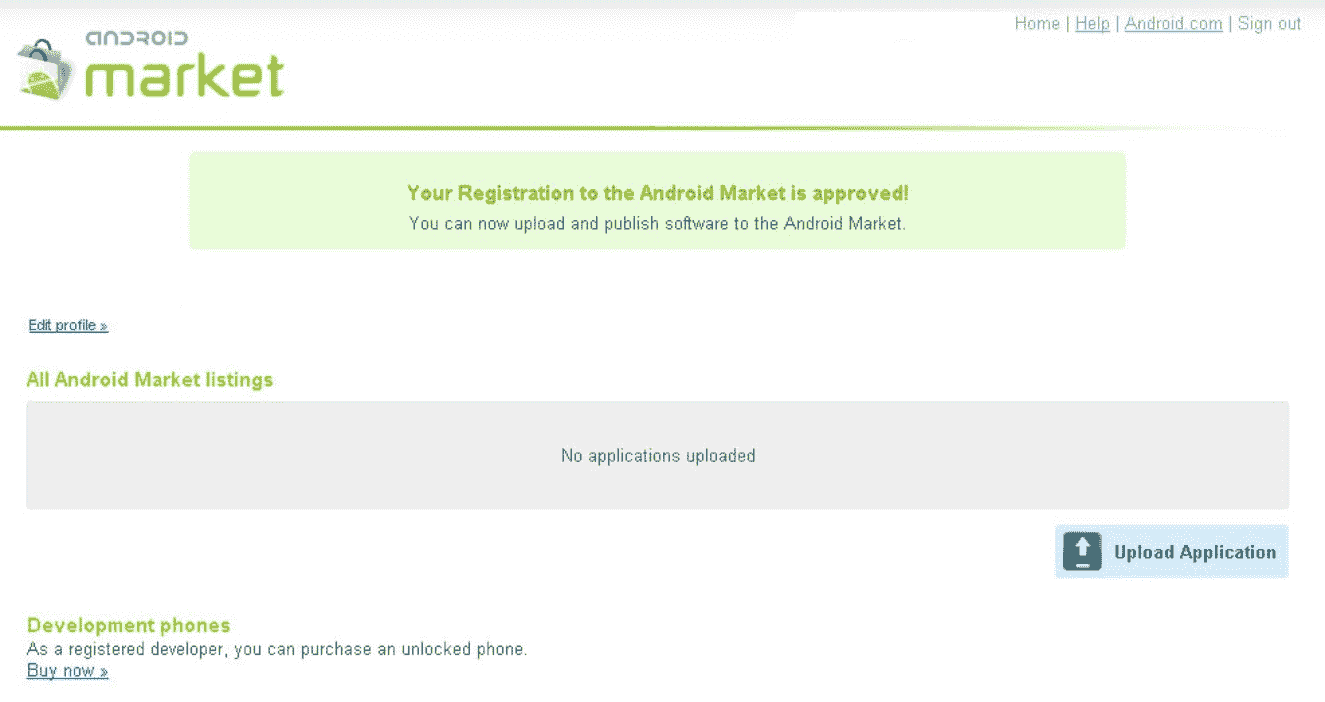 Home | Help | Android.com | Sign out
ANDROID
market
Your Registration to the Android Market is approved!
You can now upload and publish software to the Android Market.
Edit profile »
All Android Market listings
No applications uploaded
Upload Application
Development phones
As a registered developer, you can purchase an unlocked phone.
Buy now »